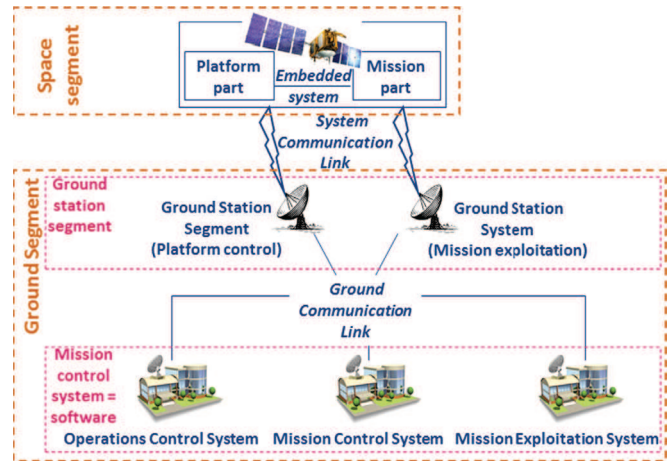 Space
segment
Platform
part
Embedded
system
Mission
part
System
Communication
Link
Ground Segment
Ground
station
segment
Ground Station
Segment
(Platform control)
Ground Station
System
(Mission exploitation)
Ground
Communication
Link
Mission
control
system =
software
Operations Control System
Mission Control System
Mission Exploitation System